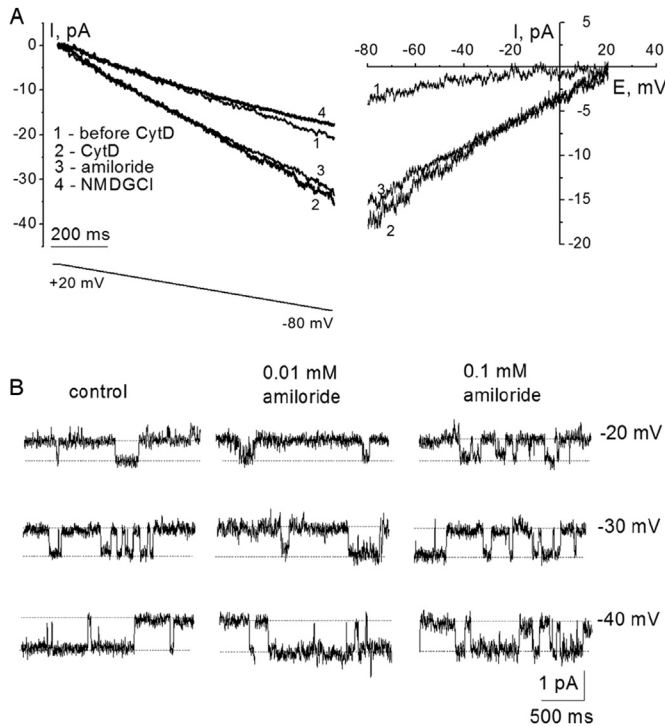 A
I, pA
0
-10
-20
-30
-40
4
1
3
2
1 - before CytD
2 - CytD
3 - amiloride
4 - NMDGCl
200 ms
+20 mV
-80 mV
I, pA
5
-80 -60 -40 -20 0 20 40
E, mV
-5
-10
-15
-20
1
3
2
B
control
0.01 mM
amiloride
0.1 mM
amiloride
-20 mV
-30 mV
-40 mV
1 pA
500 ms